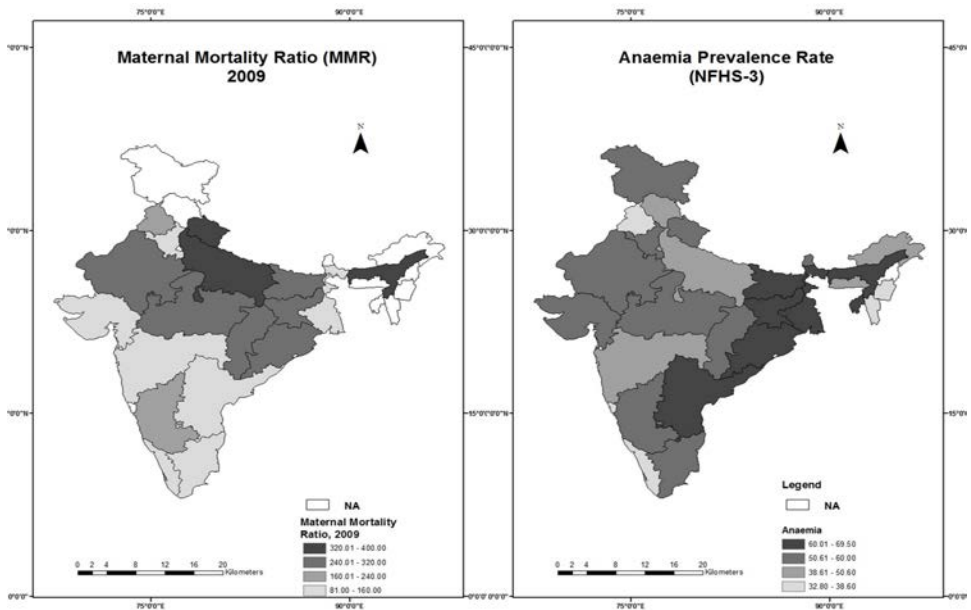 75°0'0"E
90°0'0"E
Maternal Mortality Ratio (MMR)
2009
N
NA
Maternal Mortality
Ratio, 2009
320.01 - 400.00
240.01 - 320.00
160.01 - 240.00
81.00 - 160.00
0 2 4 8 12 16 20
Kilometers
75°0'0"E
90°0'0"E
75°0'0"E
90°0'0"E
Anaemia Prevalence Rate
(NFHS-3)
N
Legend
NA
Anaemia
60.01 - 69.50
50.61 - 60.00
38.61 - 50.60
32.80 - 38.60
0 2 4 8 12 16 20
Kilometers
75°0'0"E
90°0'0"E